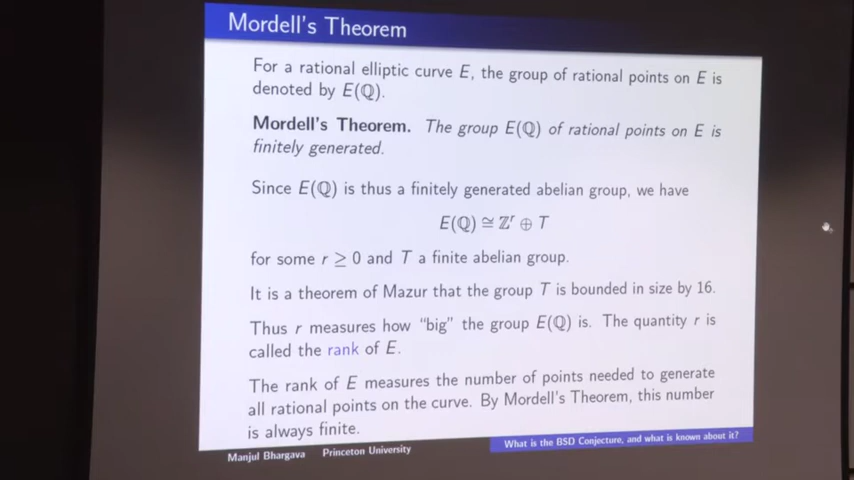 Mordell's Theorem
For a rational elliptic curve E, the group of rational points on E is
denoted by E(ℚ).
Mordell's Theorem. The group E(ℚ) of rational points on E is
finitely generated.
Since E(ℚ) is thus a finitely generated abelian group, we have
E(ℚ) ≅ ℤ^r ⊕ T
for some r ≥ 0 and T a finite abelian group.
It is a theorem of Mazur that the group T is bounded in size by 16.
Thus r measures how "big" the group E(ℚ) is. The quantity r is
called the rank of E.
The rank of E measures the number of points needed to generate
all rational points on the curve. By Mordell's Theorem, this number
is always finite.
Manjul Bhargava Princeton University
What is the BSD Conjecture, and what is known about it?